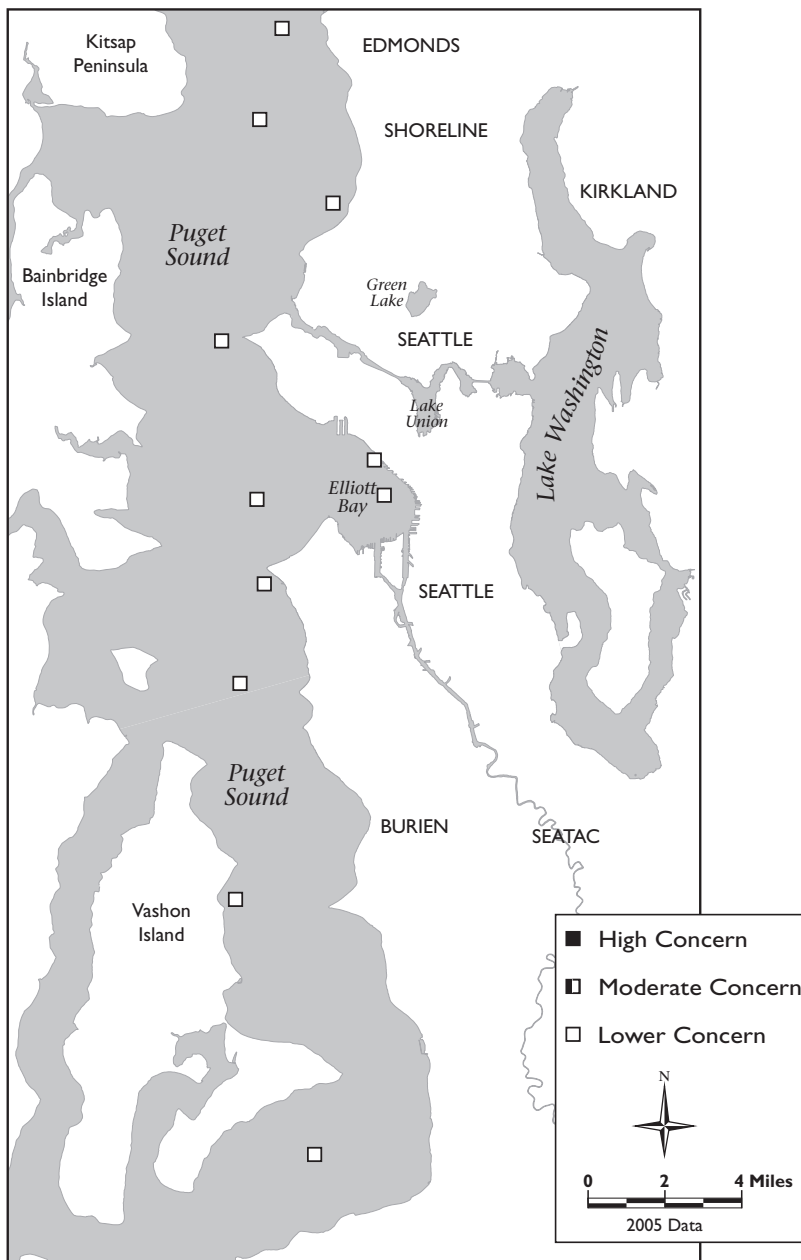 Kitsap
Peninsula
EDMONDS
SHORELINE
KIRKLAND
Puget
Sound
Bainbridge
Island
Green
Lake
SEATTLE
Lake Washington
Lake
Union
Elliott
Bay
SEATTLE
Puget
Sound
BURIEN
SEATAC
Vashon
Island
High Concern
Moderate Concern
Lower Concern
N
0 2 4 Miles
2005 Data